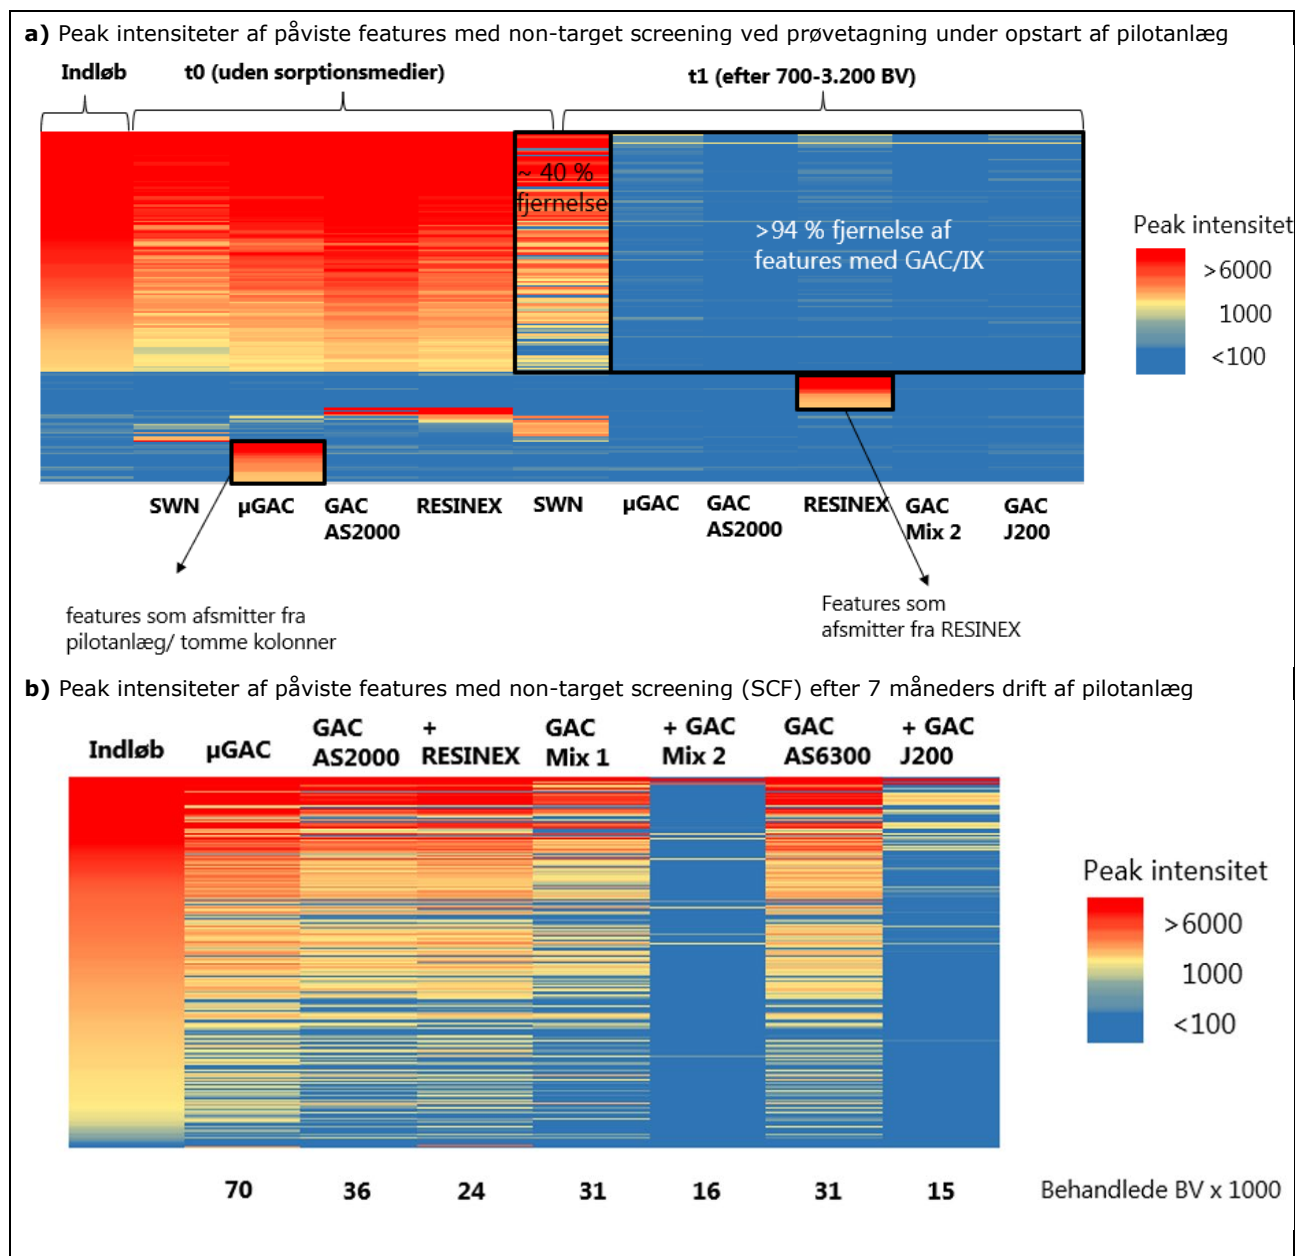 a) Peak intensiteter af påviste features med non-target screening ved prøvetagning under opstart af pilotanlæg
Indløb
t0 (uden sorptionsmedier)
t1 (efter 700-3.200 BV)
~ 40 %
fjernelse
>94 % fjernelse af
features med GAC/IX
Peak intensitet
>6000
1000
<100
SWN
µGAC
GAC
AS2000
RESINEX
SWN
µGAC
GAC
AS2000
RESINEX
GAC
Mix 2
GAC
J200
features som afsmitter fra
pilotanlæg/ tomme kolonner
Features som
afsmitter fra RESINEX
b) Peak intensiteter af påviste features med non-target screening (SCF) efter 7 måneders drift af pilotanlæg
Indløb
µGAC
GAC
AS2000
+
RESINEX
GAC
Mix 1
+ GAC
Mix 2
GAC
AS6300
+ GAC
J200
Peak intensitet
>6000
1000
<100
70 36 24 31 16 31 15 Behandlede BV x 1000